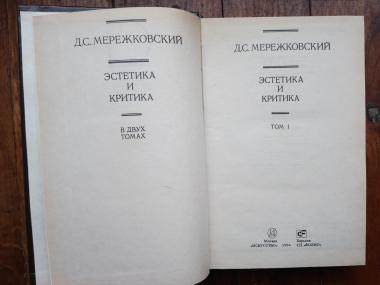 Д.С. МЕРЕЖКОВСКИЙ
ЭСТЕТИКА
И
КРИТИКА
В ДВУХ
ТОМАХ
Д.С. МЕРЕЖКОВСКИЙ
ЭСТЕТИКА
И
КРИТИКА
ТОМ 1
Москва
"ИСКУССТВО"
1994
Харьков
СП "ФОЛИО"